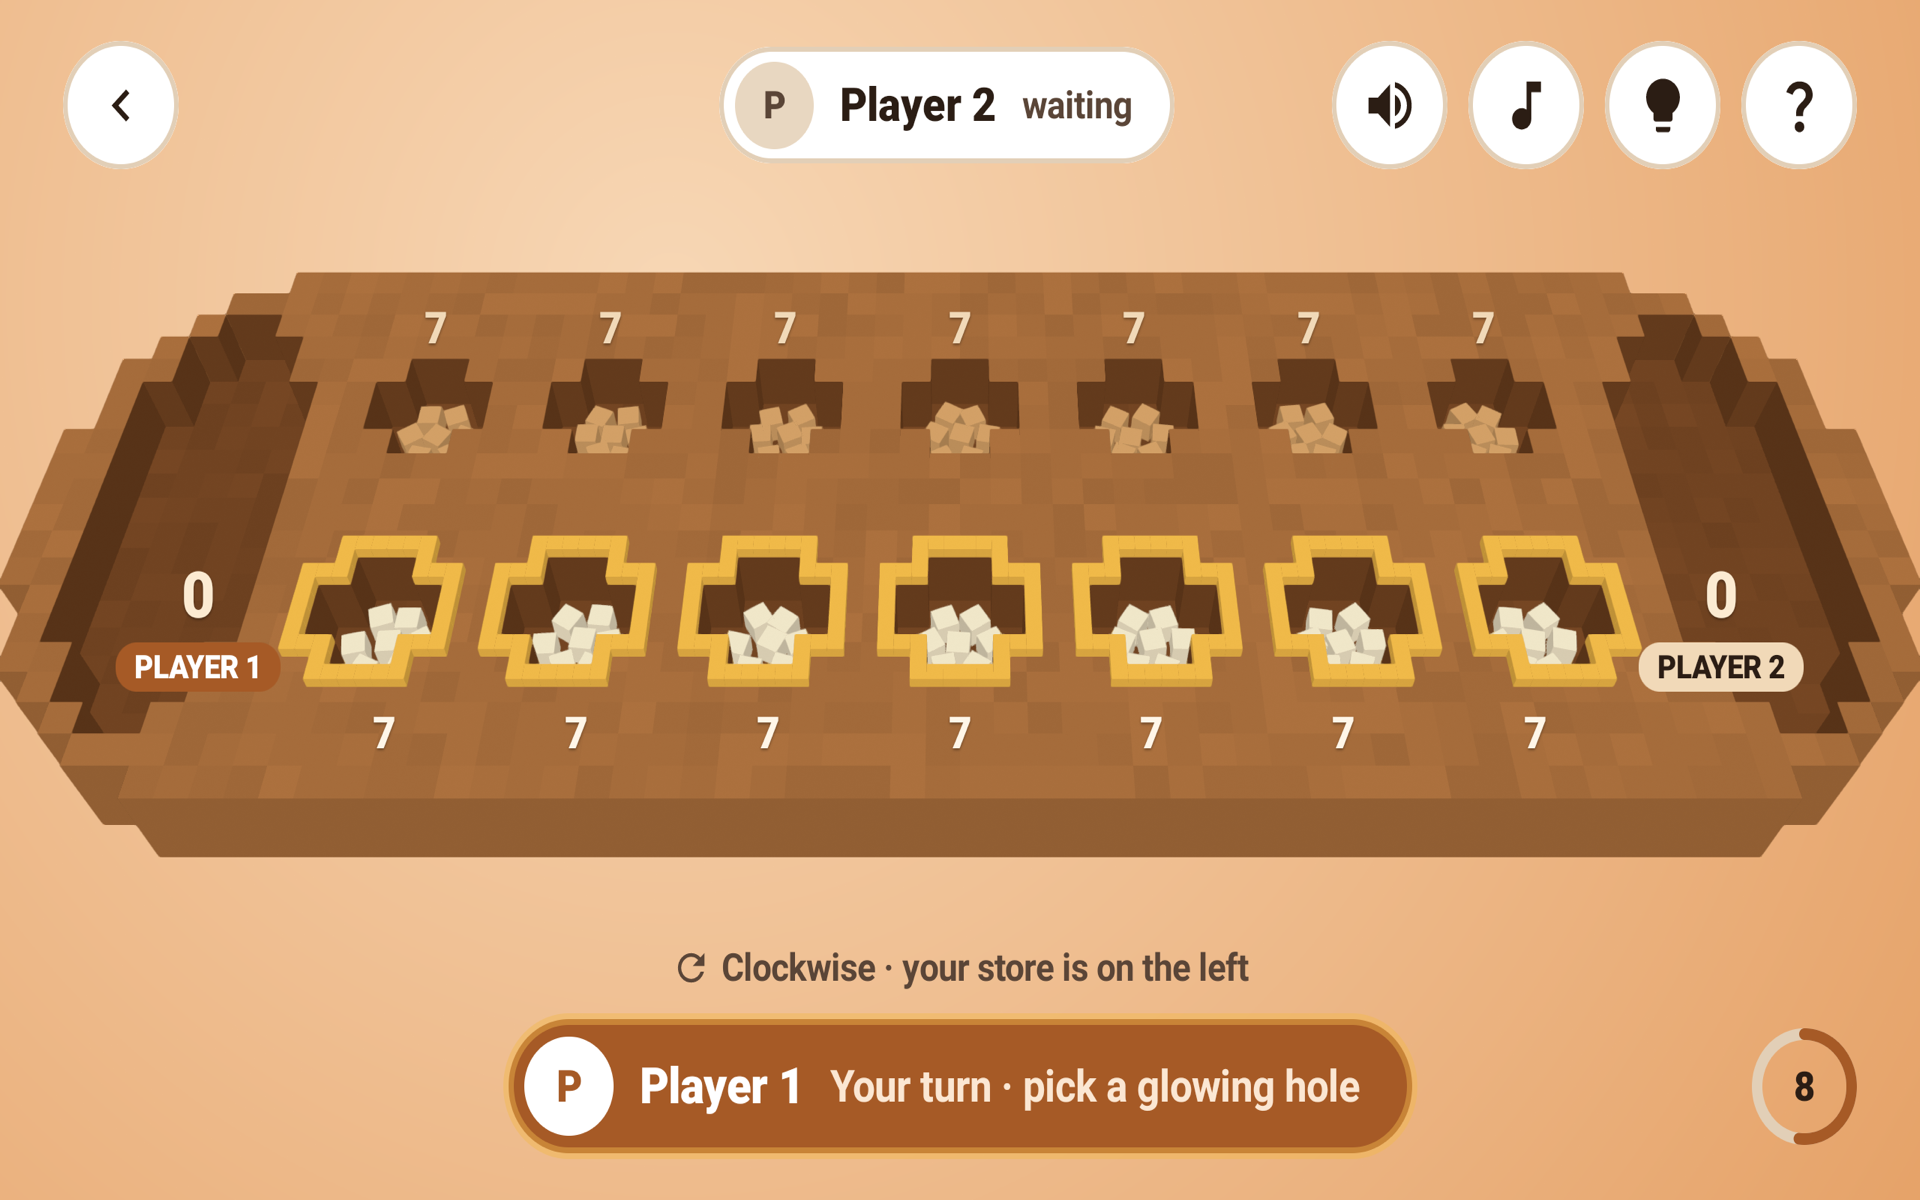 P Player 2 waiting
?
7 7 7 7 7 7 7
0
PLAYER 1
0
PLAYER 2
7 7 7 7 7 7 7
Clockwise · your store is on the left
P Player 1 Your turn · pick a glowing hole
8